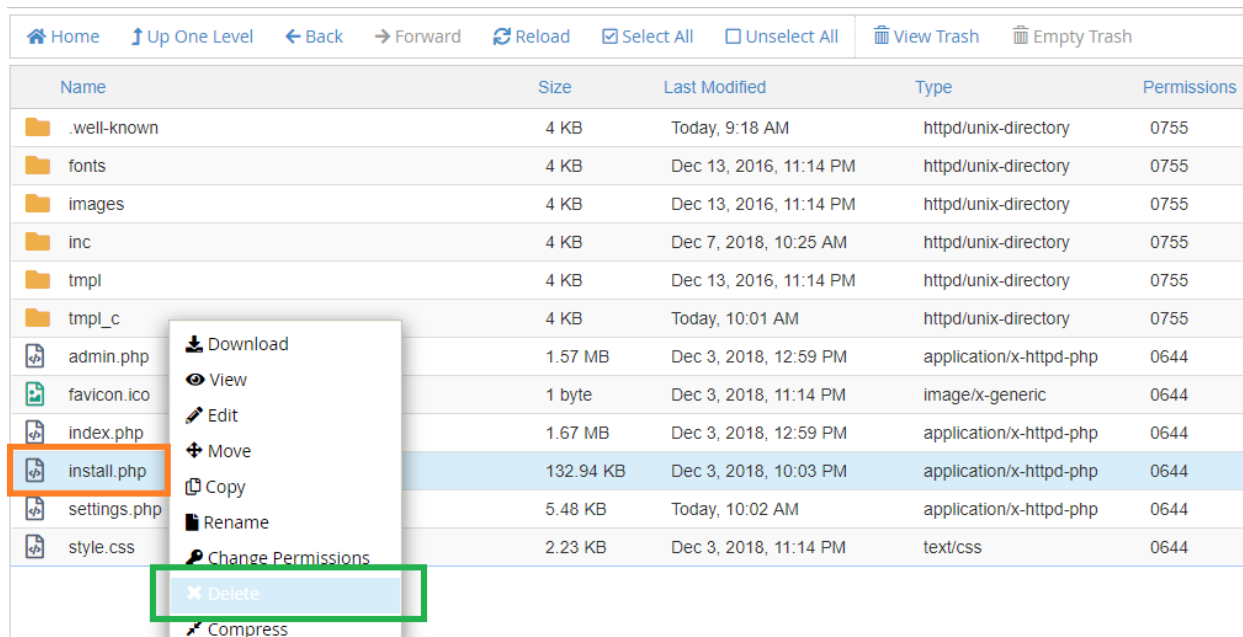 Home Up One Level Back Forward Reload Select All Unselect All View Trash Empty Trash
Name Size Last Modified Type Permissions
.well-known 4 KB Today, 9:18 AM httpd/unix-directory 0755
fonts 4 KB Dec 13, 2016, 11:14 PM httpd/unix-directory 0755
images 4 KB Dec 13, 2016, 11:14 PM httpd/unix-directory 0755
inc 4 KB Dec 7, 2018, 10:25 AM httpd/unix-directory 0755
tmpl 4 KB Dec 13, 2016, 11:14 PM httpd/unix-directory 0755
tmpl_c 4 KB Today, 10:01 AM httpd/unix-directory 0755
admin.php 1.57 MB Dec 3, 2018, 12:59 PM application/x-httpd-php 0644
favicon.ico 1 byte Dec 3, 2018, 11:14 PM image/x-generic 0644
index.php 1.67 MB Dec 3, 2018, 12:59 PM application/x-httpd-php 0644
install.php 132.94 KB Dec 3, 2018, 10:03 PM application/x-httpd-php 0644
settings.php 5.48 KB Today, 10:02 AM application/x-httpd-php 0644
style.css 2.23 KB Dec 3, 2018, 11:14 PM text/css 0644
Download
View
Edit
Move
Copy
Rename
Change Permissions
Delete
Compress